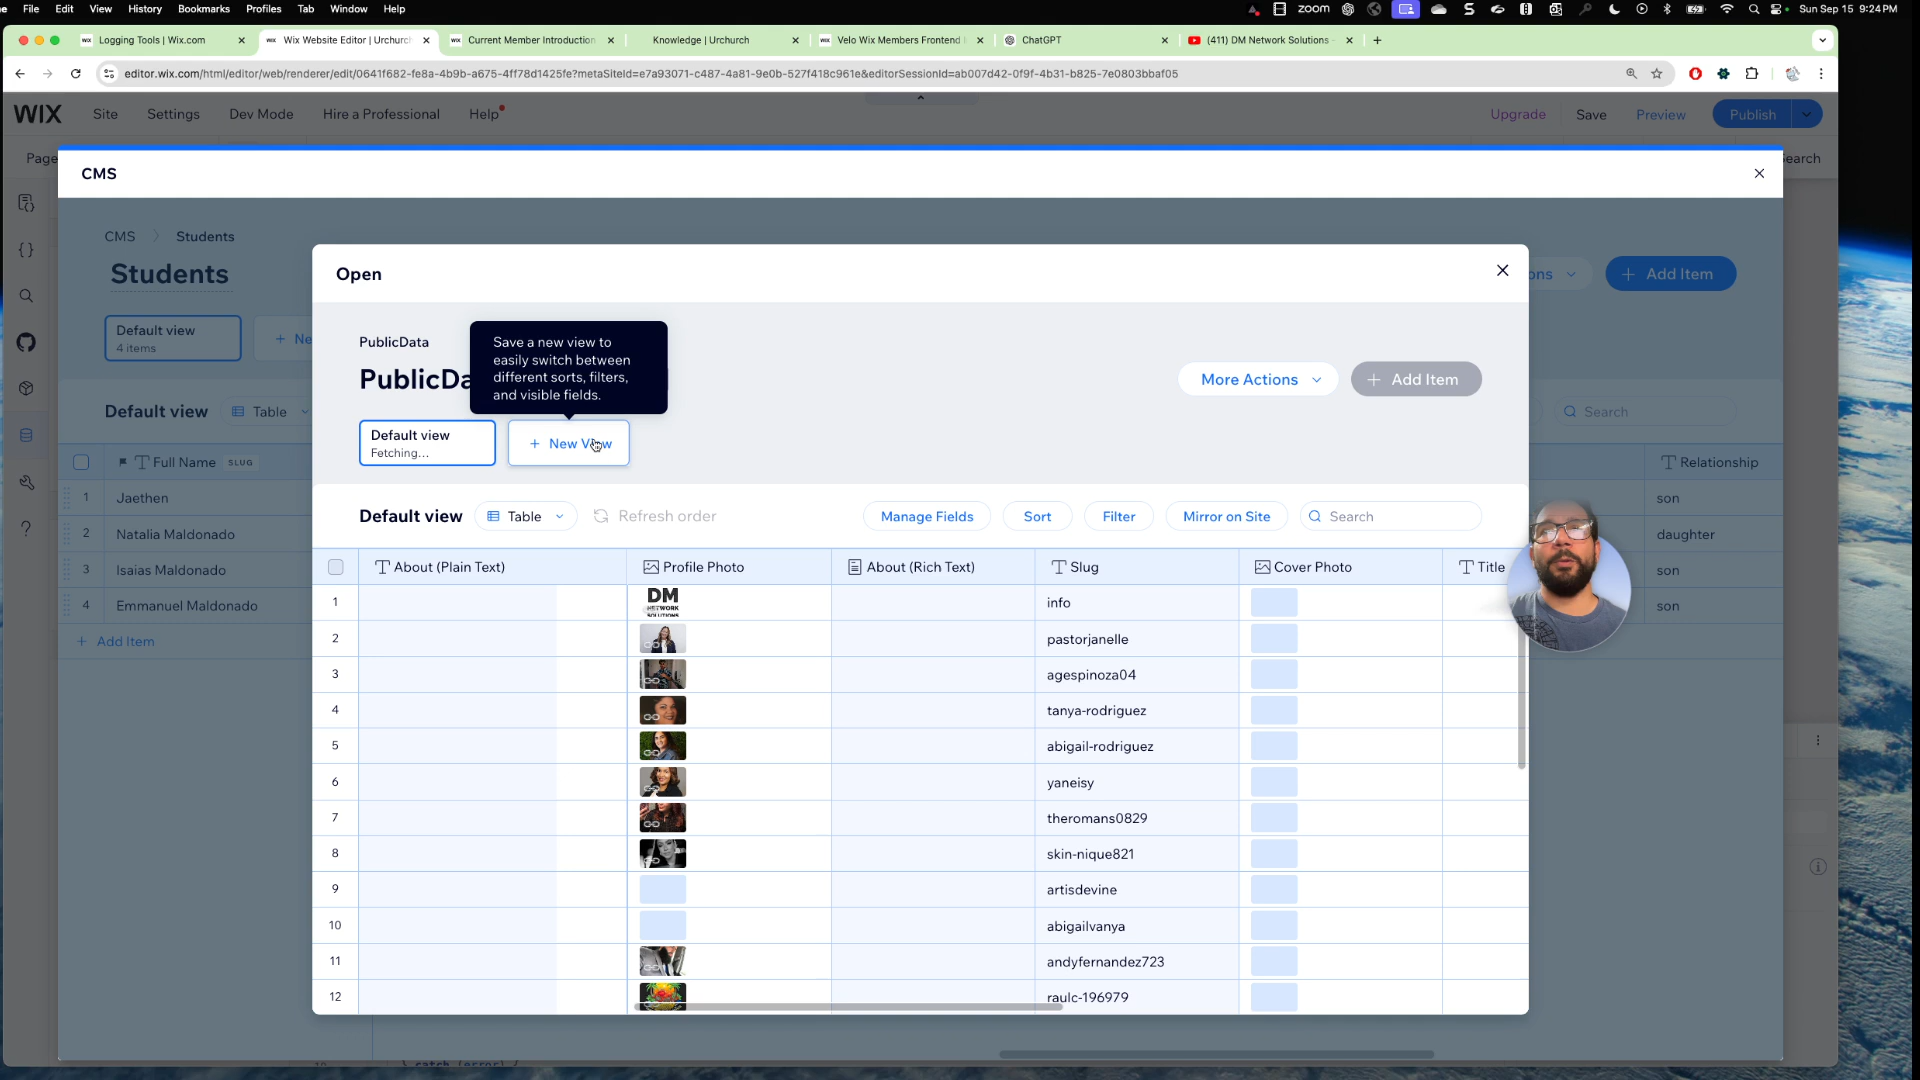 File Edit View History Bookmarks Profiles Tab Window Help zoom Sun Sep 15 9:24 PM
Logging Tools | Wix.com Wix Website Editor | Urchurch Current Member Introduction Knowledge | Urchurch Velo Wix Members Frontend ChatGPT (411) DM Network Solutions -
editor.wix.com/html/editor/web/renderer/edit/0641f682-fe8a-4b9b-a675-4ff78d1425fe?metaSiteId=e7a93071-c487-4a81-9e0b-527f418c961e&editorSessionId=ab007d42-0f9f-4b31-b825-7e0803bbaf05
WIX Site Settings Dev Mode Hire a Professional Help Upgrade Save Preview Publish
Page earch
CMS
CMS > Students
Students ons + Add Item
Default view
4 items
+ Ne
Default view Table Search
Full Name SLUG Relationship
1 Jaethen son
2 Natalia Maldonado daughter
3 Isaias Maldonado son
4 Emmanuel Maldonado son
+ Add Item
Open
PublicData
PublicDa
Save a new view to
easily switch between
different sorts, filters,
and visible fields.
More Actions + Add Item
Default view
Fetching...
+ New View
Default view Table Refresh order Manage Fields Sort Filter Mirror on Site Search
About (Plain Text) Profile Photo About (Rich Text) Slug Cover Photo Title
1 DM NETWORK SOLUTIONS info
2 pastorjanelle
3 agespinoza04
4 tanya-rodriguez
5 abigail-rodriguez
6 yaneisy
7 theromans0829
8 skin-nique821
9 artisdevine
10 abigailvanya
11 andyfernandez723
12 raulc-196979
catch (error) {